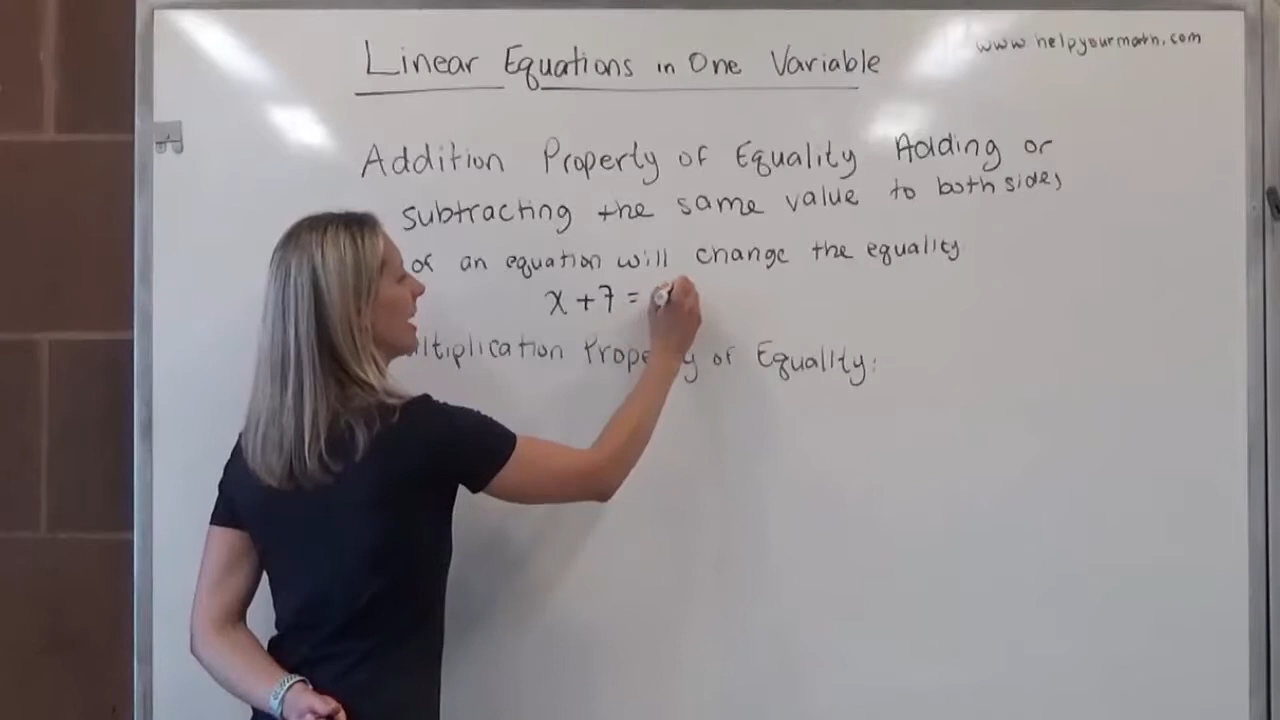 www.helpyourmath.com
Linear Equations in One Variable
Addition Property of Equality Adding or
subtracting the same value to both sides
of an equation will change the equality
x + 7 =
of Equality: